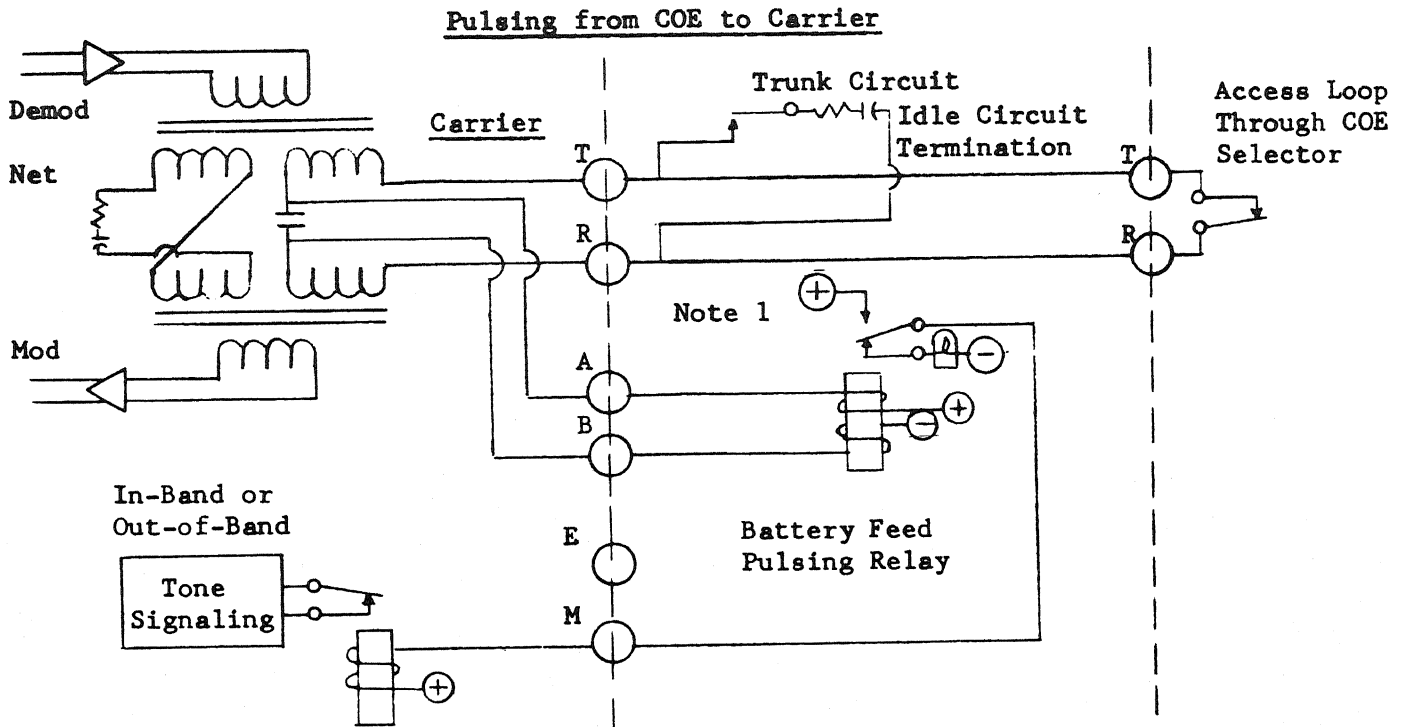 Pulsing from COE to Carrier
Demod
Net
Mod
Carrier
Trunk Circuit
Idle Circuit
Termination
Access Loop
Through COE
Selector
T
T
R
R
Note 1
+
-
A
+
-
B
In-Band or
Out-of-Band
E
Battery Feed
Pulsing Relay
Tone
Signaling
M
+